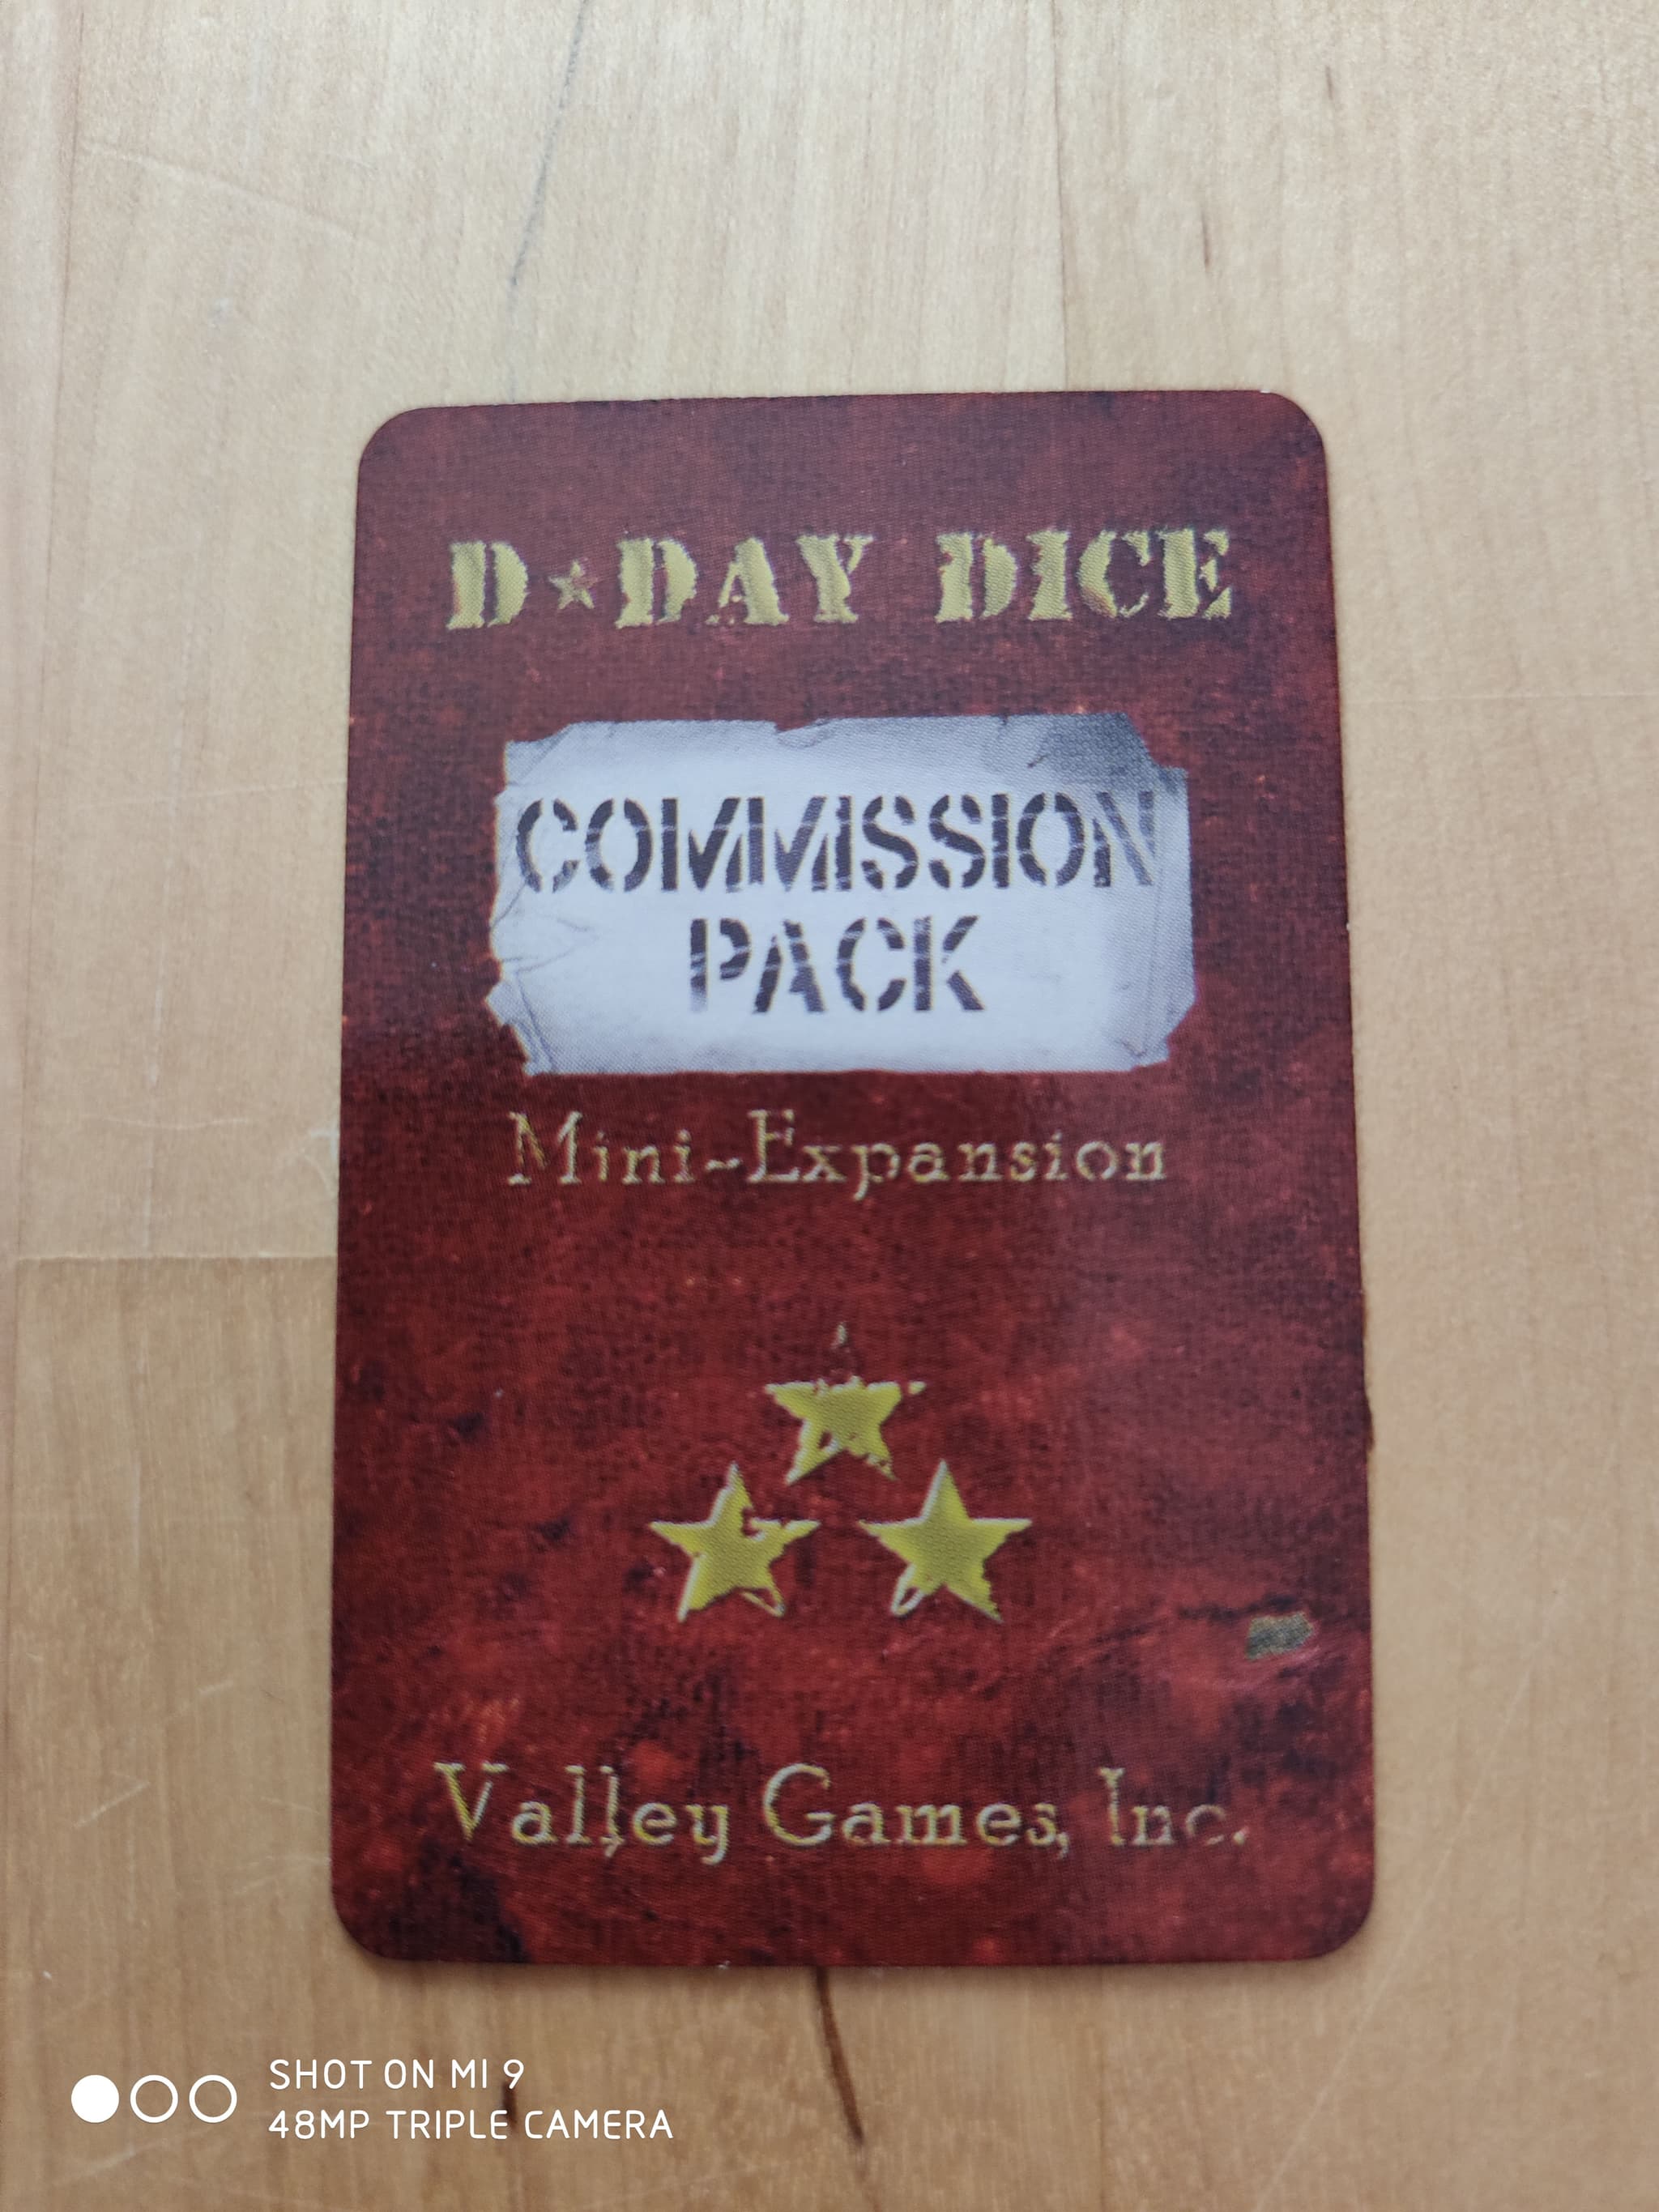 D★DAY DICE
COMMISSION
PACK
Mini-Expansion
Valley Games, Inc.
SHOT ON MI 9
48MP TRIPLE CAMERA